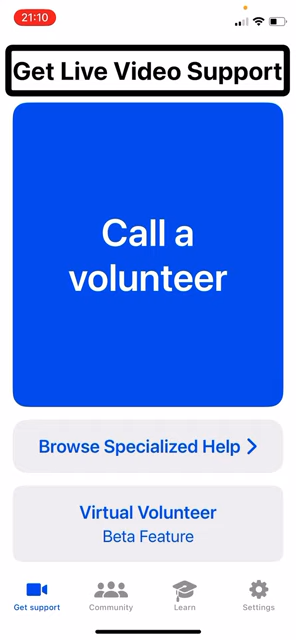 21:10
Get Live Video Support
Call a
volunteer
Browse Specialized Help
Virtual Volunteer
Beta Feature
Get support
Community
Learn
Settings